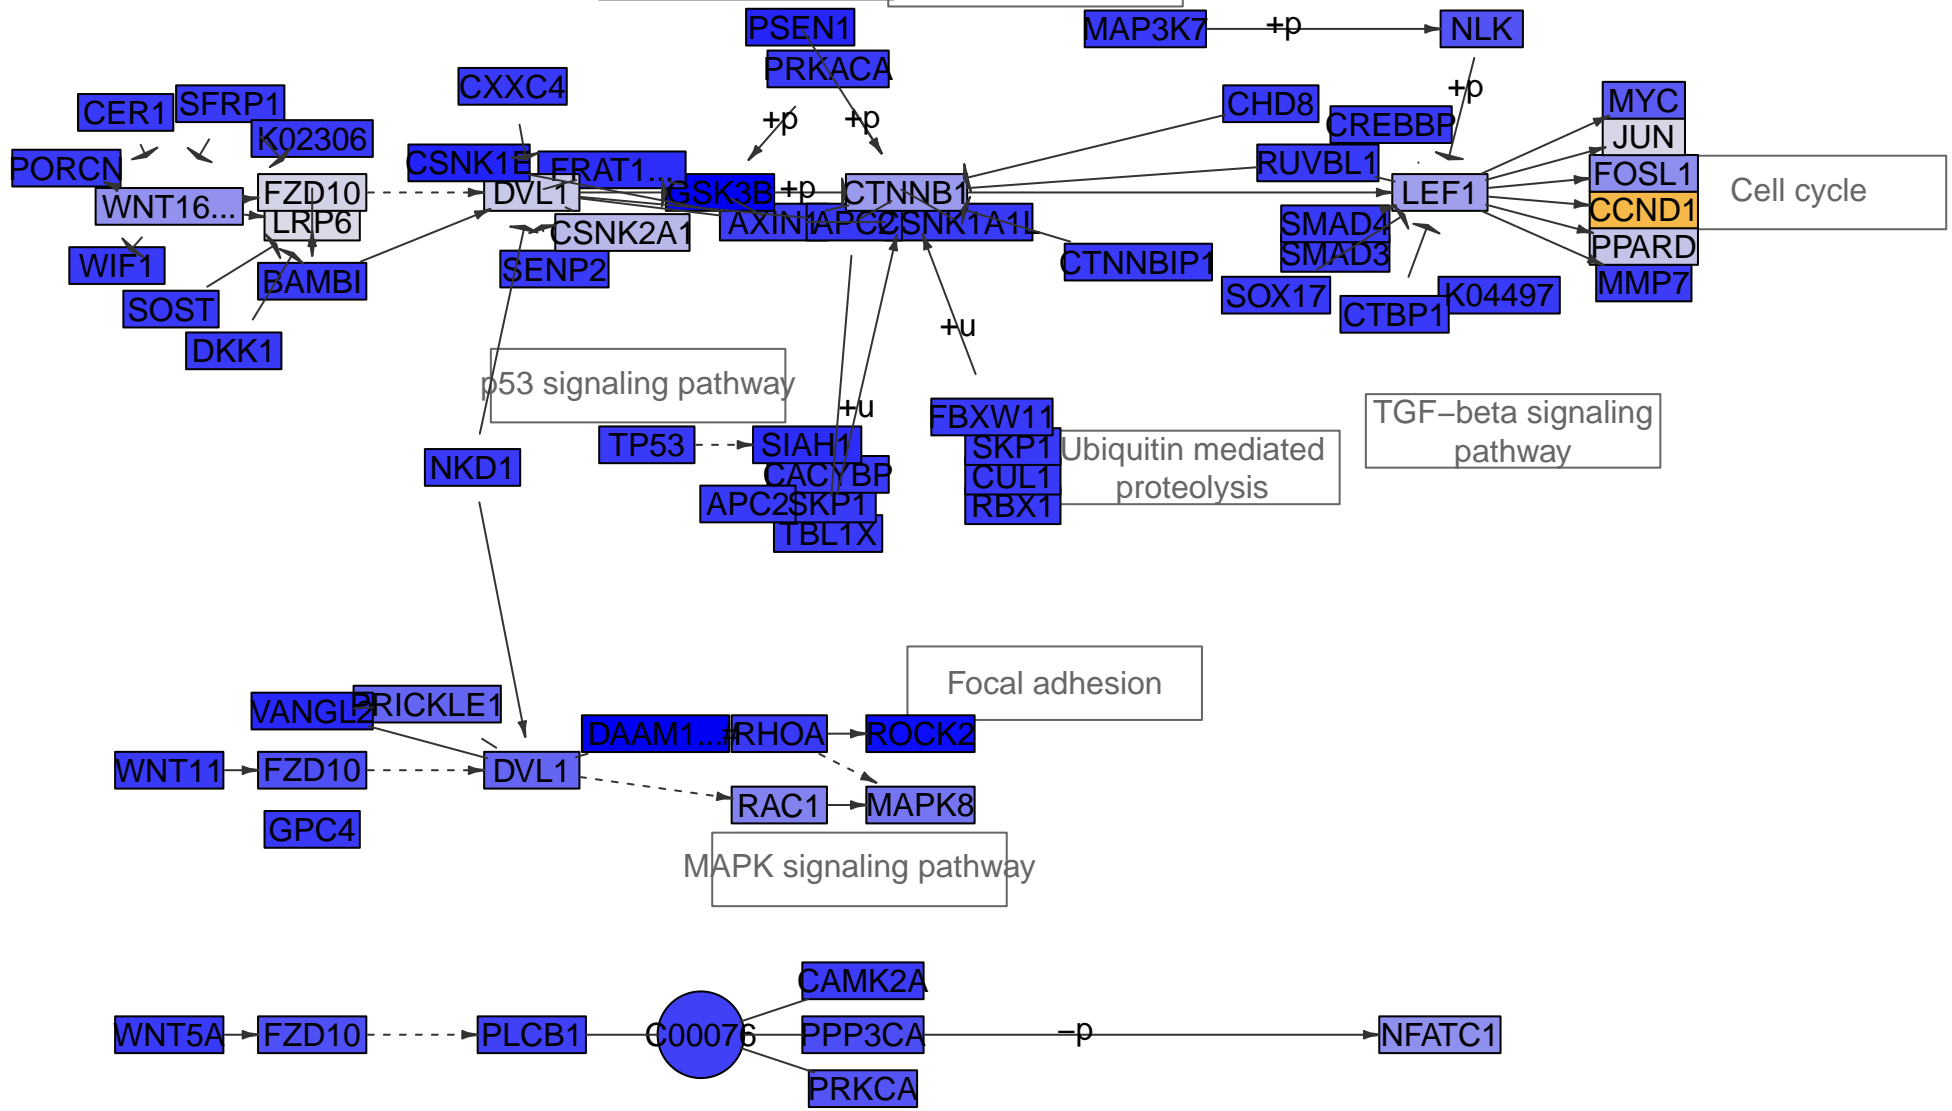 PSEN1
MAP3K7
+p
NLK
PRKACA
CXXC4
+p
CER1
SFRP1
CHD8
MYC
+p
+p
CREBBP
K02306
JUN
PORCN
CSNK1E
FRAT1...
RUVBL1
FOSL1
Cell cycle
WNT16...
FZD10
DVL1
GSK3B
+p
CTNNB1
LEF1
CCND1
LRP6
CSNK2A1
AXIN1
APC2
CSNK1A1L
SMAD4
PPARD
WIF1
BAMBI
SENP2
CTNNBIP1
SMAD3
MMP7
SOST
SOX17
K04497
CTBP1
DKK1
+u
p53 signaling pathway
+u
FBXW11
TGF−beta signaling
pathway
TP53
SIAH1
SKP1
Ubiquitin mediated
proteolysis
NKD1
CACYBP
CUL1
APC2
SKP1
RBX1
TBL1X
Focal adhesion
VANGL2
PRICKLE1
DAAM1...
RHOA
ROCK2
WNT11
FZD10
DVL1
RAC1
MAPK8
GPC4
MAPK signaling pathway
CAMK2A
WNT5A
FZD10
PLCB1
C00076
PPP3CA
−p
NFATC1
PRKCA